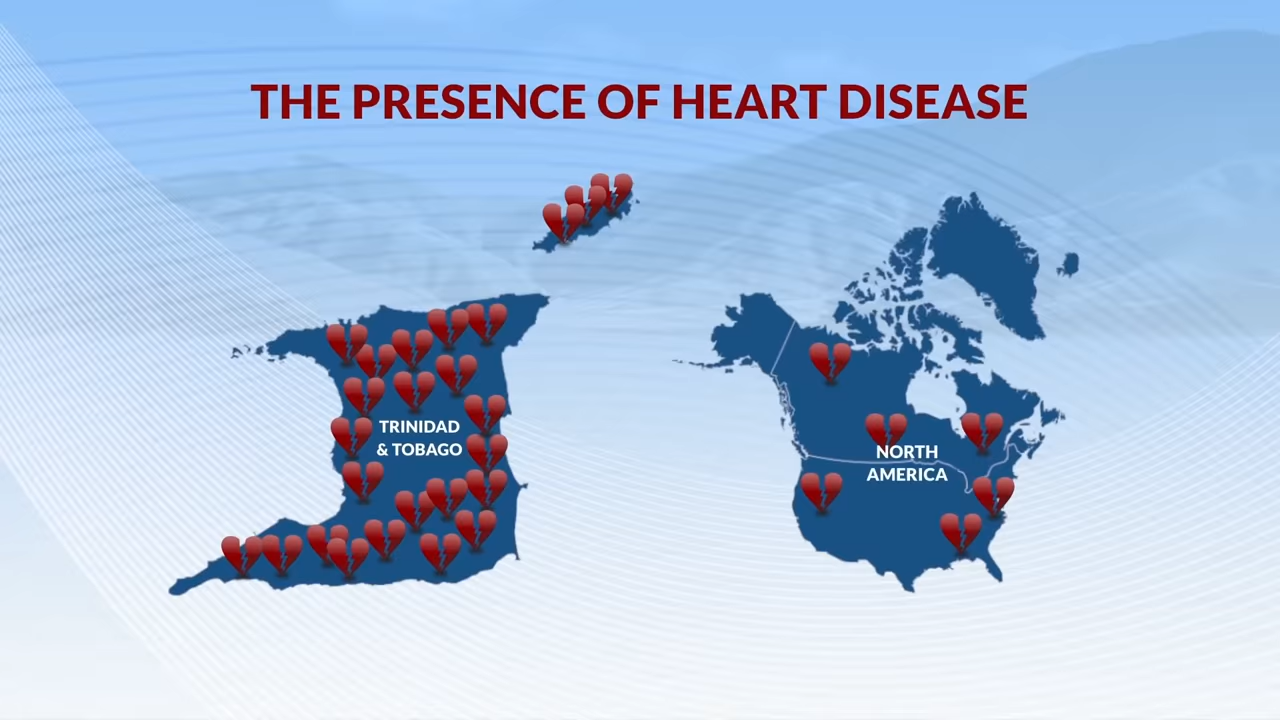 THE PRESENCE OF HEART DISEASE
TRINIDAD
& TOBAGO
NORTH
AMERICA